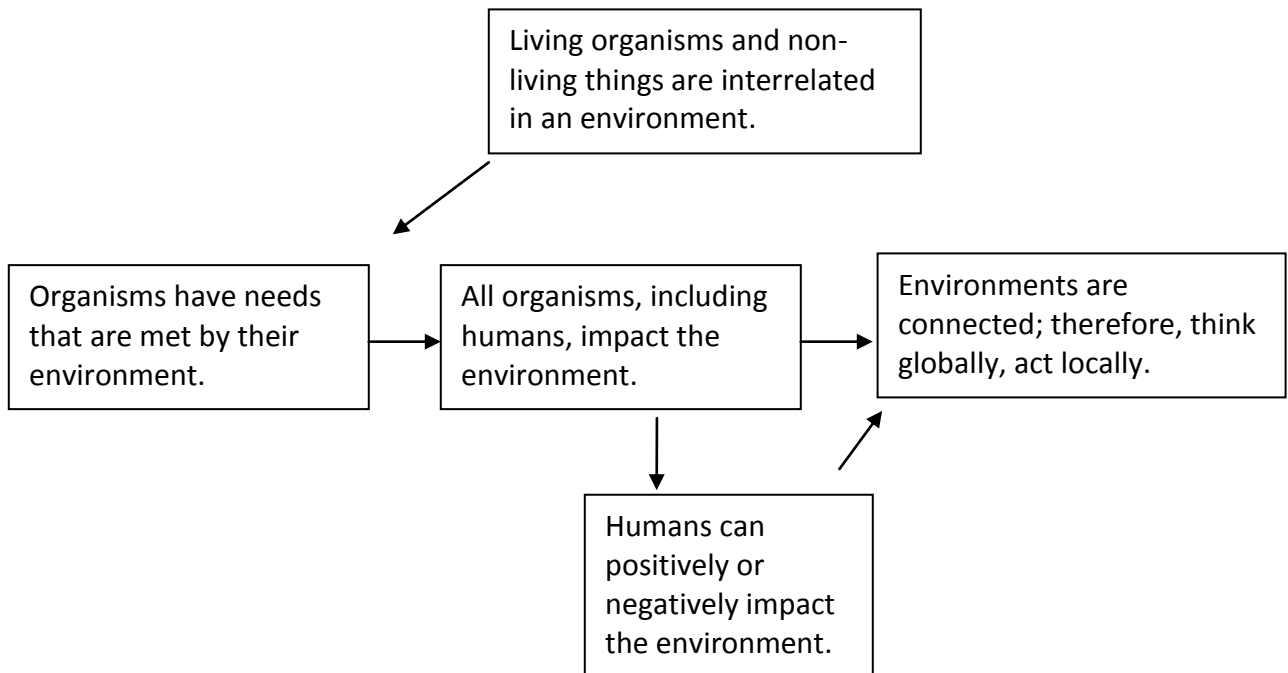 Living organisms and non-
living things are interrelated
in an environment.
Organisms have needs
that are met by their
environment.
All organisms, including
humans, impact the
environment.
Environments are
connected; therefore, think
globally, act locally.
Humans can
positively or
negatively impact
the environment.